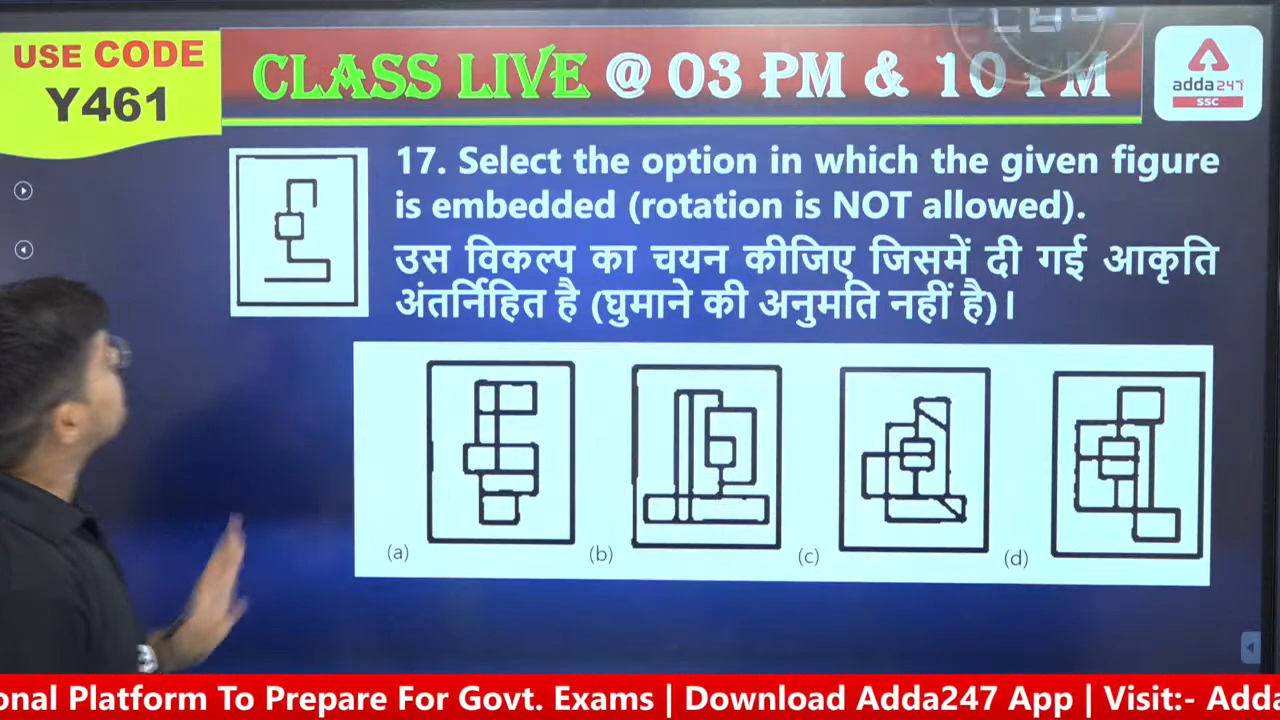 USE CODE
Y461
CLASS LIVE @ 03 PM & 10 PM
adda247
SSC
17. Select the option in which the given figure
is embedded (rotation is NOT allowed).
उस विकल्प का चयन कीजिए जिसमें दी गई आकृति
अंतर्निहित है (घुमाने की अनुमति नहीं है)।
(a) (b) (c) (d)
onal Platform To Prepare For Govt. Exams | Download Adda247 App | Visit:- Adda